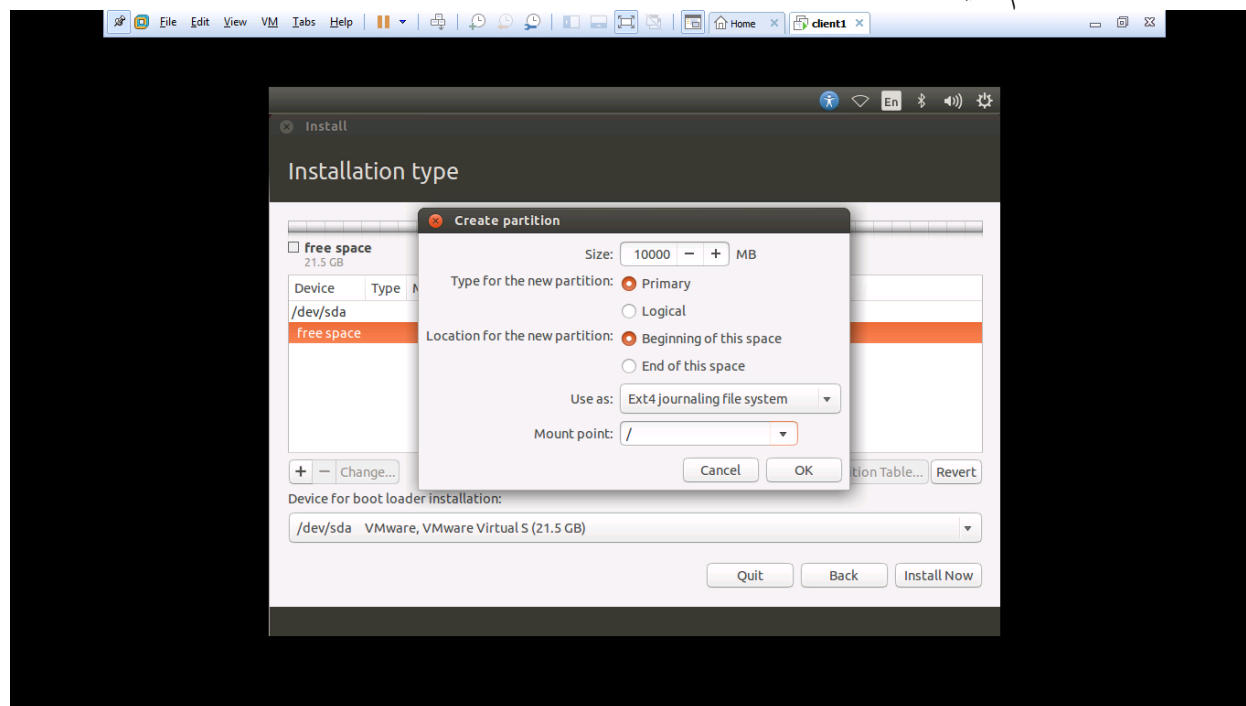 File Edit View VM Tabs Help Home × client1 ×
En
Install
Installation type
Create partition
free space
21.5 GB
Size: 10000 − + MB
Device Type
Type for the new partition: Primary
/dev/sda
Logical
free space
Location for the new partition: Beginning of this space
End of this space
Use as: Ext4 journaling file system
Mount point: /
+ − Change...
Cancel OK
Table... Revert
Device for boot loader installation:
/dev/sda VMware, VMware Virtual S (21.5 GB)
Quit Back Install Now